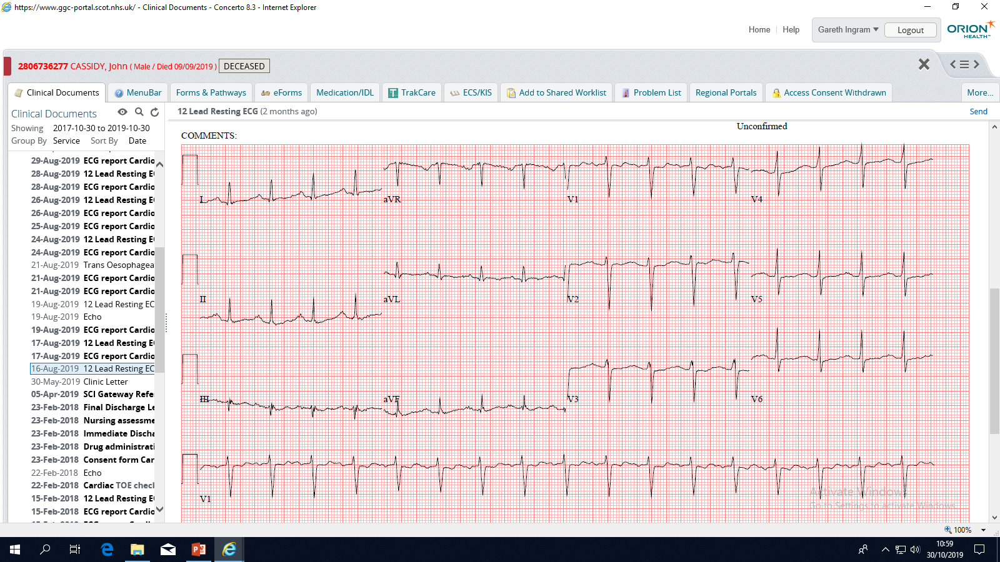 https://www.ggc-portal.scot.nhs.uk/ - Clinical Documents - Concerto 8.3 - Internet Explorer
Home Help Gareth Ingram Logout ORION HEALTH
2806736277 CASSIDY, John ( Male / Died 09/09/2019 ) DECEASED
Clinical Documents MenuBar Forms & Pathways eForms Medication/IDL TrakCare ECS/KIS Add to Shared Worklist Problem List Regional Portals Access Consent Withdrawn More...
Clinical Documents
Showing 2017-10-30 to 2019-10-30
Group By Service Sort By Date
29-Aug-2019 ECG report Cardio
28-Aug-2019 12 Lead Resting E
28-Aug-2019 ECG report Cardio
26-Aug-2019 12 Lead Resting E
26-Aug-2019 ECG report Cardio
25-Aug-2019 ECG report Cardio
24-Aug-2019 12 Lead Resting E
24-Aug-2019 ECG report Cardio
21-Aug-2019 Trans Oesophagea
21-Aug-2019 ECG report Cardio
21-Aug-2019 ECG report Cardio
19-Aug-2019 12 Lead Resting EC
19-Aug-2019 Echo
19-Aug-2019 ECG report Cardio
17-Aug-2019 12 Lead Resting E
17-Aug-2019 ECG report Cardio
16-Aug-2019 12 Lead Resting EC
30-May-2019 Clinic Letter
05-Apr-2019 SCI Gateway Refe
23-Feb-2018 Final Discharge Le
23-Feb-2018 Nursing assessme
23-Feb-2018 Immediate Discha
23-Feb-2018 Drug administrati
23-Feb-2018 Consent form Car
22-Feb-2018 Echo
22-Feb-2018 Cardiac TOE check
15-Feb-2018 12 Lead Resting E
15-Feb-2018 ECG report Cardio
12 Lead Resting ECG (2 months ago) Send
Unconfirmed
COMMENTS:
I aVR V1 V4
II aVL V2 V5
III aVF V3 V6
V1
Activate Windows
Go to Settings to activate Windows.
100%
10:59
30/10/2019